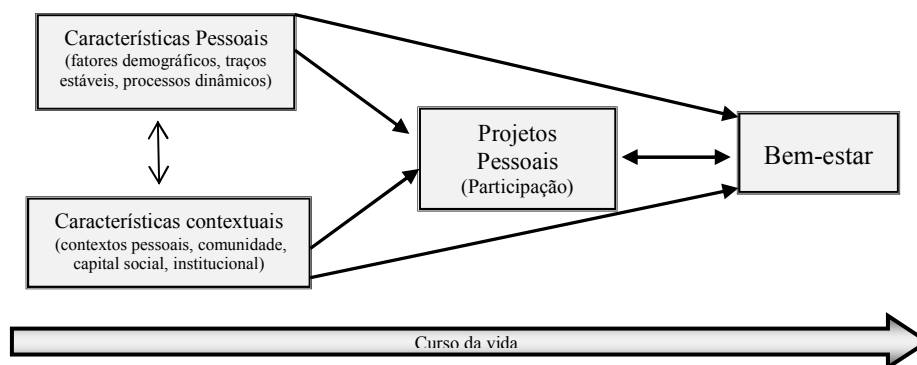 Características Pessoais
(fatores demográficos, traços
estáveis, processos dinâmicos)
Projetos
Pessoais
(Participação)
Bem-estar
Características contextuais
(contextos pessoais, comunidade,
capital social, institucional)
Curso da vida